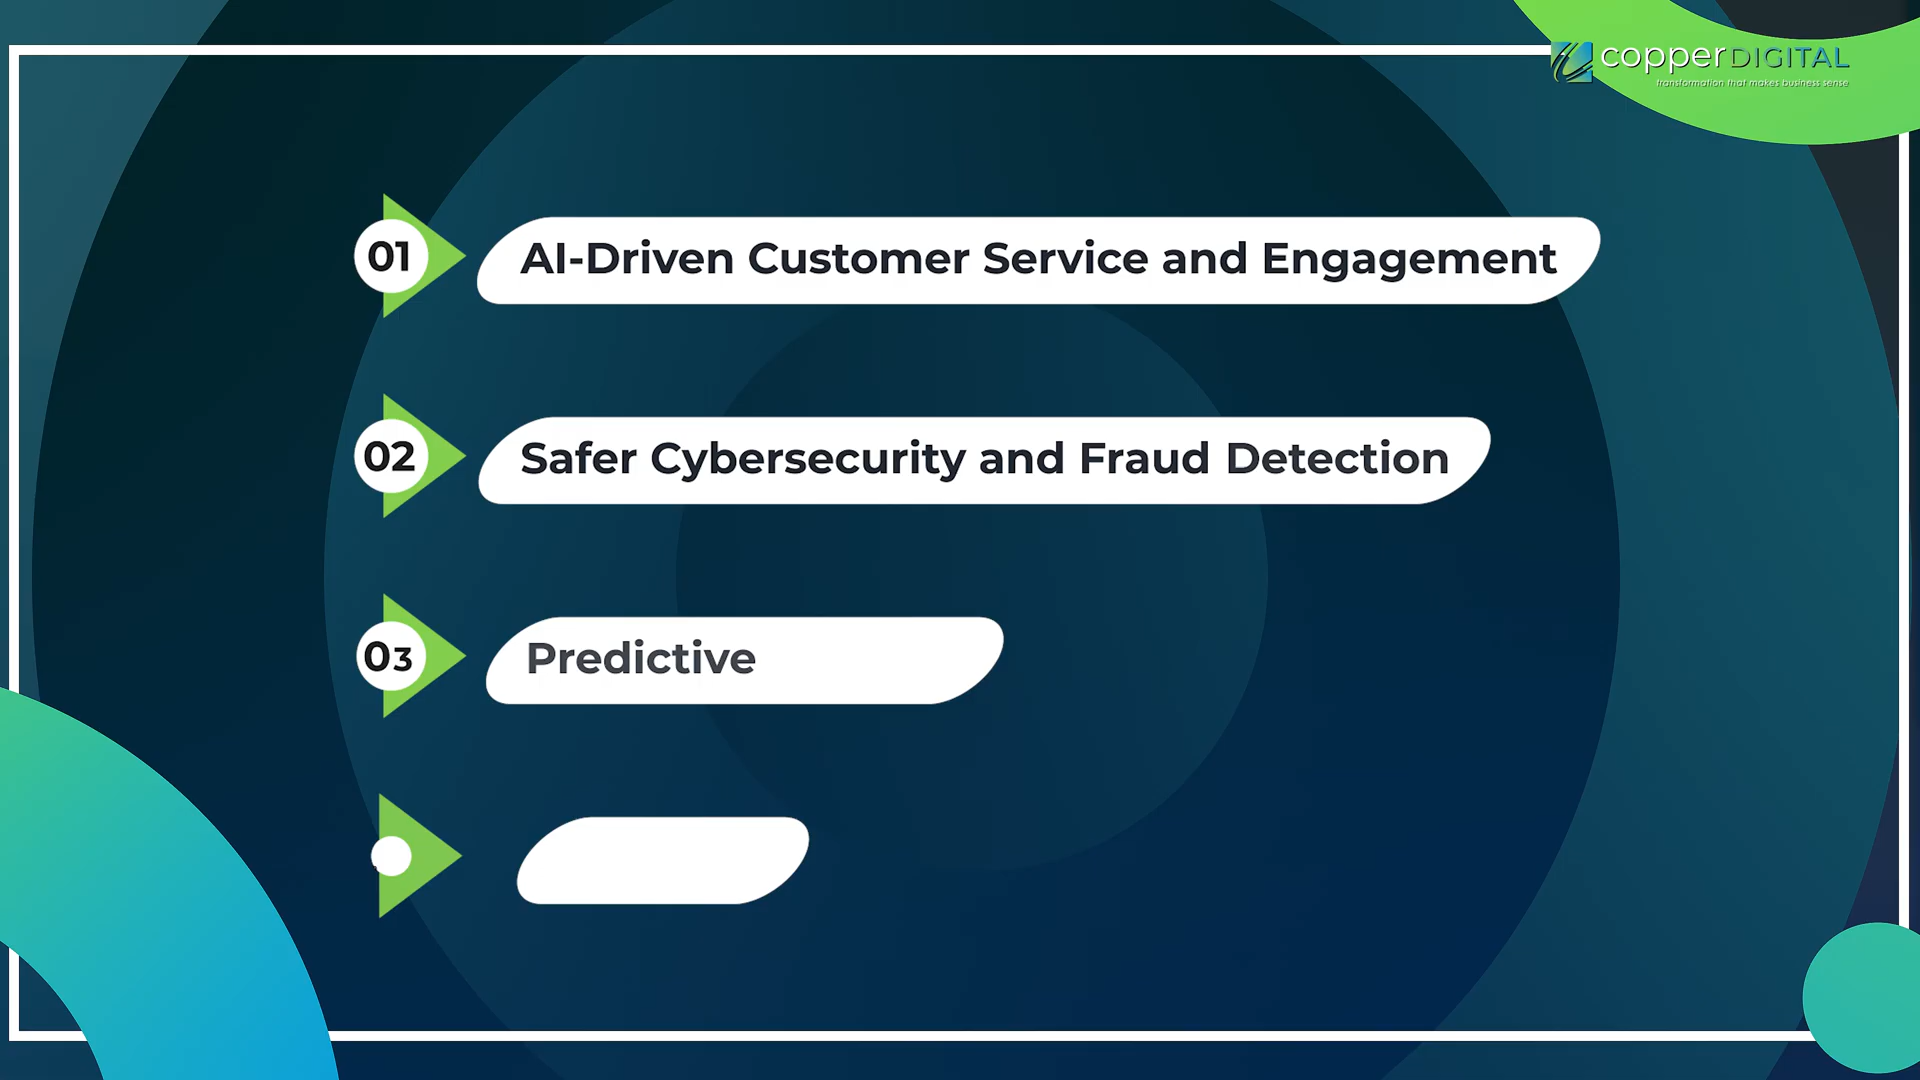 copperDIGITAL
transformation that makes business sense
01
AI-Driven Customer Service and Engagement
02
Safer Cybersecurity and Fraud Detection
03
Predictive